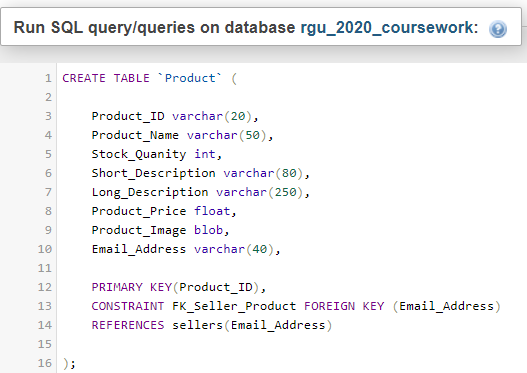 Run SQL query/queries on database rgu_2020_coursework:
1 CREATE TABLE `Product` (
2
3 Product_ID varchar(20),
4 Product_Name varchar(50),
5 Stock_Quanity int,
6 Short_Description varchar(80),
7 Long_Description varchar(250),
8 Product_Price float,
9 Product_Image blob,
10 Email_Address varchar(40),
11
12 PRIMARY KEY(Product_ID),
13 CONSTRAINT FK_Seller_Product FOREIGN KEY (Email_Address)
14 REFERENCES sellers(Email_Address)
15
16 );